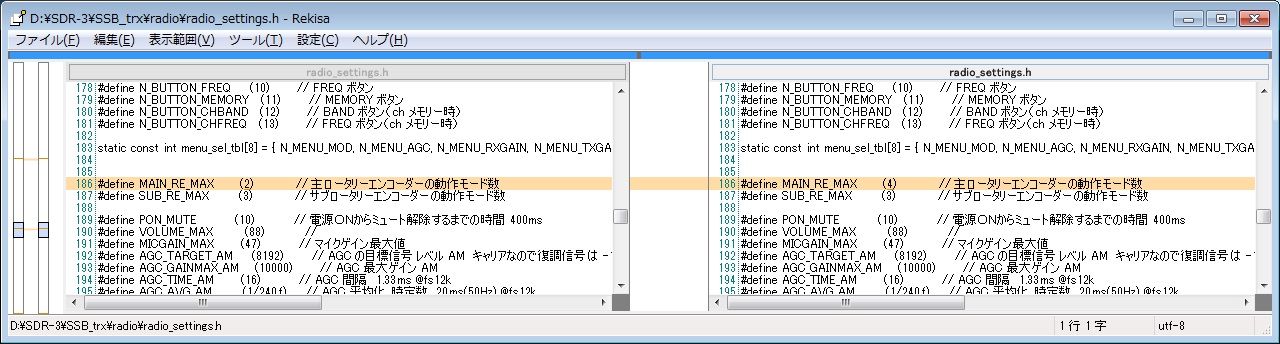 D:¥SDR-3¥SSB_trx¥radio¥radio_settings.h - Rekisa
ファイル(F) 編集(E) 表示範囲(V) ツール(T) 設定(C) ヘルプ(H)
radio_settings.h
178 #define N_BUTTON_FREQ (10) // FREQ ボタン
179 #define N_BUTTON_MEMORY (11) // MEMORY ボタン
180 #define N_BUTTON_CHBAND (12) // BAND ボタン(ch メモリー時)
181 #define N_BUTTON_CHFREQ (13) // FREQ ボタン(ch メモリー時)
182
183 static const int menu_sel_tbl[8] = { N_MENU_MOD, N_MENU_AGC, N_MENU_RXGAIN, N_MENU_TXGA
184
185
186 #define MAIN_RE_MAX (2) // 主ロータリーエンコーダーの動作モード数
187 #define SUB_RE_MAX (3) // サブロータリーエンコーダーの動作モード数
188
189 #define PON_MUTE (10) // 電源ONからミュート解除するまでの時間 400ms
190 #define VOLUME_MAX (88) //
191 #define MICGAIN_MAX (47) // マイクゲイン最大値
192 #define AGC_TARGET_AM (8192) // AGC の目標信号レベル AM キャリアなので復調信号は -
193 #define AGC_GAINMAX_AM (10000) // AGC 最大ゲイン AM
194 #define AGC_TIME_AM (16) // AGC 間隔 1.33ms @fs12k
195 #define AGC_AVG_AM (1/240f) // AGC 平均化 時定数 20ms(50Hz) @fs12k
radio_settings.h
178 #define N_BUTTON_FREQ (10) // FREQ ボタン
179 #define N_BUTTON_MEMORY (11) // MEMORY ボタン
180 #define N_BUTTON_CHBAND (12) // BAND ボタン(ch メモリー時)
181 #define N_BUTTON_CHFREQ (13) // FREQ ボタン(ch メモリー時)
182
183 static const int menu_sel_tbl[8] = { N_MENU_MOD, N_MENU_AGC, N_MENU_RXGAIN, N_MENU_TXGA
184
185
186 #define MAIN_RE_MAX (4) // 主ロータリーエンコーダーの動作モード数
187 #define SUB_RE_MAX (3) // サブロータリーエンコーダーの動作モード数
188
189 #define PON_MUTE (10) // 電源ONからミュート解除するまでの時間 400ms
190 #define VOLUME_MAX (88) //
191 #define MICGAIN_MAX (47) // マイクゲイン最大値
192 #define AGC_TARGET_AM (8192) // AGC の目標信号レベル AM キャリアなので復調信号は -
193 #define AGC_GAINMAX_AM (10000) // AGC 最大ゲイン AM
194 #define AGC_TIME_AM (16) // AGC 間隔 1.33ms @fs12k
195 #define AGC_AVG_AM (1/240f) // AGC 平均化 時定数 20ms(50Hz) @fs12k
D:¥SDR-3¥SSB_trx¥radio¥radio_settings.h 1 行 1 字 utf-8